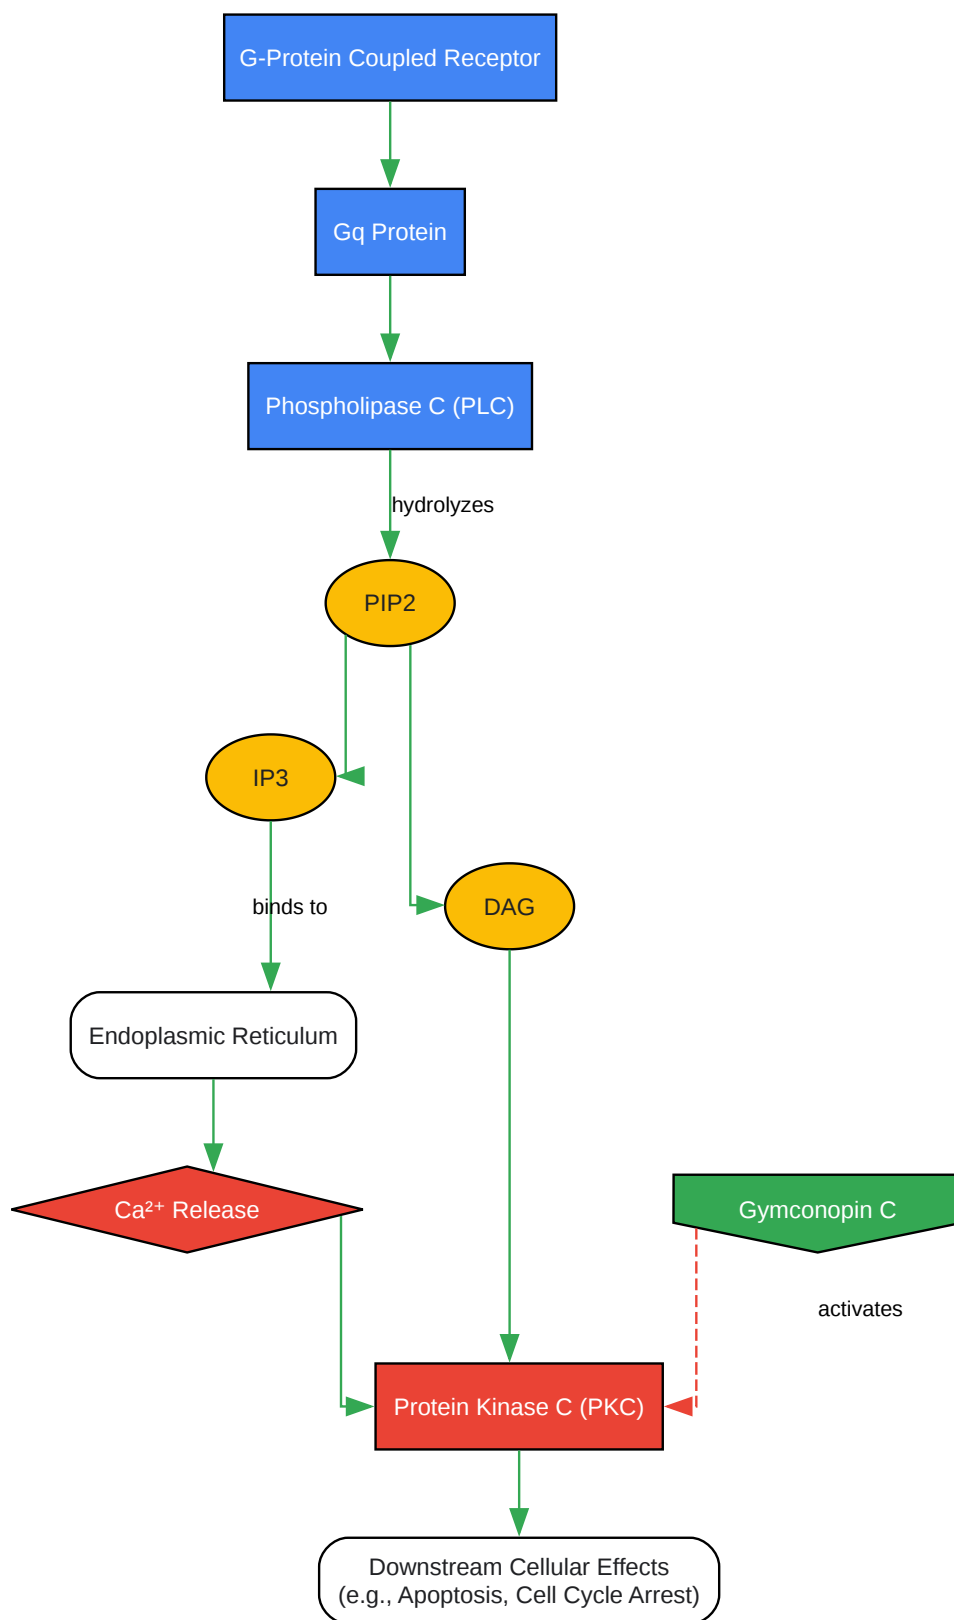 G-Protein Coupled Receptor
Gq Protein
Phospholipase C (PLC)
hydrolyzes
PIP2
IP3
DAG
binds to
Endoplasmic Reticulum
Ca²⁺ Release
Gymconopin C
activates
Protein Kinase C (PKC)
Downstream Cellular Effects
(e.g., Apoptosis, Cell Cycle Arrest)